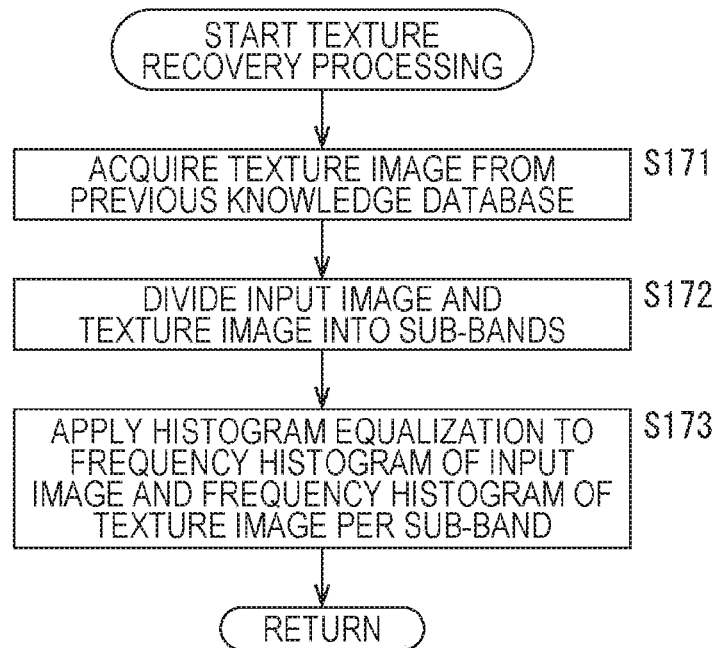 START TEXTURE
RECOVERY PROCESSING
ACQUIRE TEXTURE IMAGE FROM
PREVIOUS KNOWLEDGE DATABASE
S171
DIVIDE INPUT IMAGE AND
TEXTURE IMAGE INTO SUB-BANDS
S172
APPLY HISTOGRAM EQUALIZATION TO
FREQUENCY HISTOGRAM OF INPUT
IMAGE AND FREQUENCY HISTOGRAM OF
TEXTURE IMAGE PER SUB-BAND
S173
RETURN